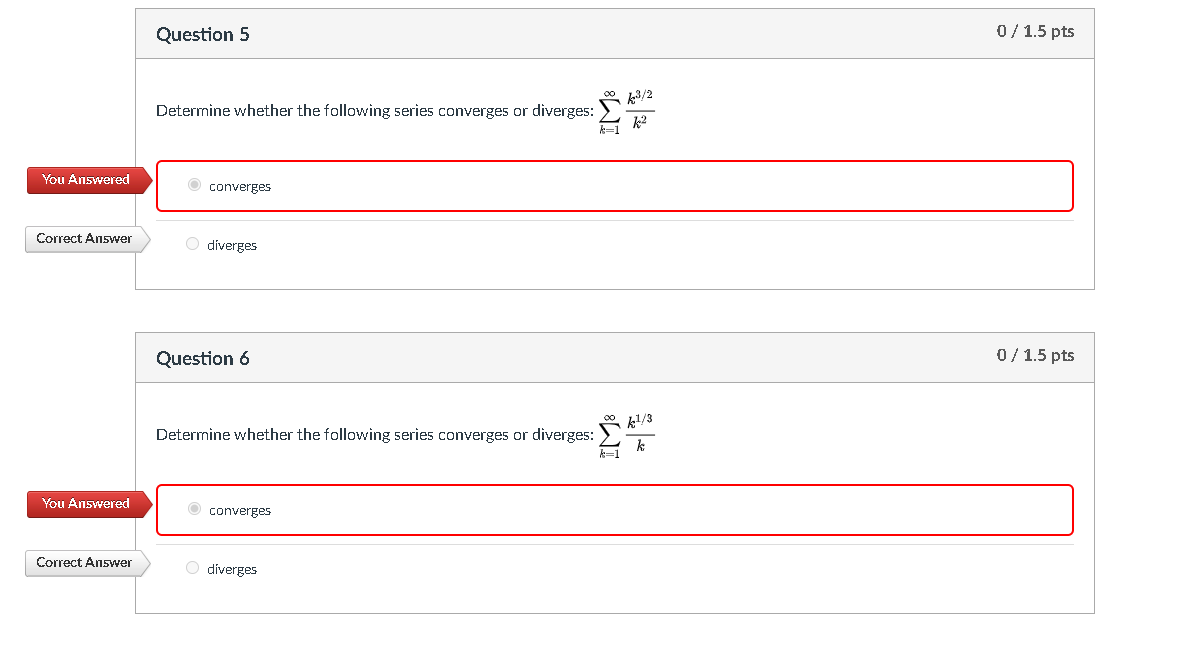 Question 5
0 / 1.5 pts
Determine whether the following series converges or diverges: $\sum_{k=1}^{\infty} \frac{k^{3/2}}{k^2}$
You Answered
converges
Correct Answer
diverges
Question 6
0 / 1.5 pts
Determine whether the following series converges or diverges: $\sum_{k=1}^{\infty} \frac{k^{1/3}}{k}$
You Answered
converges
Correct Answer
diverges